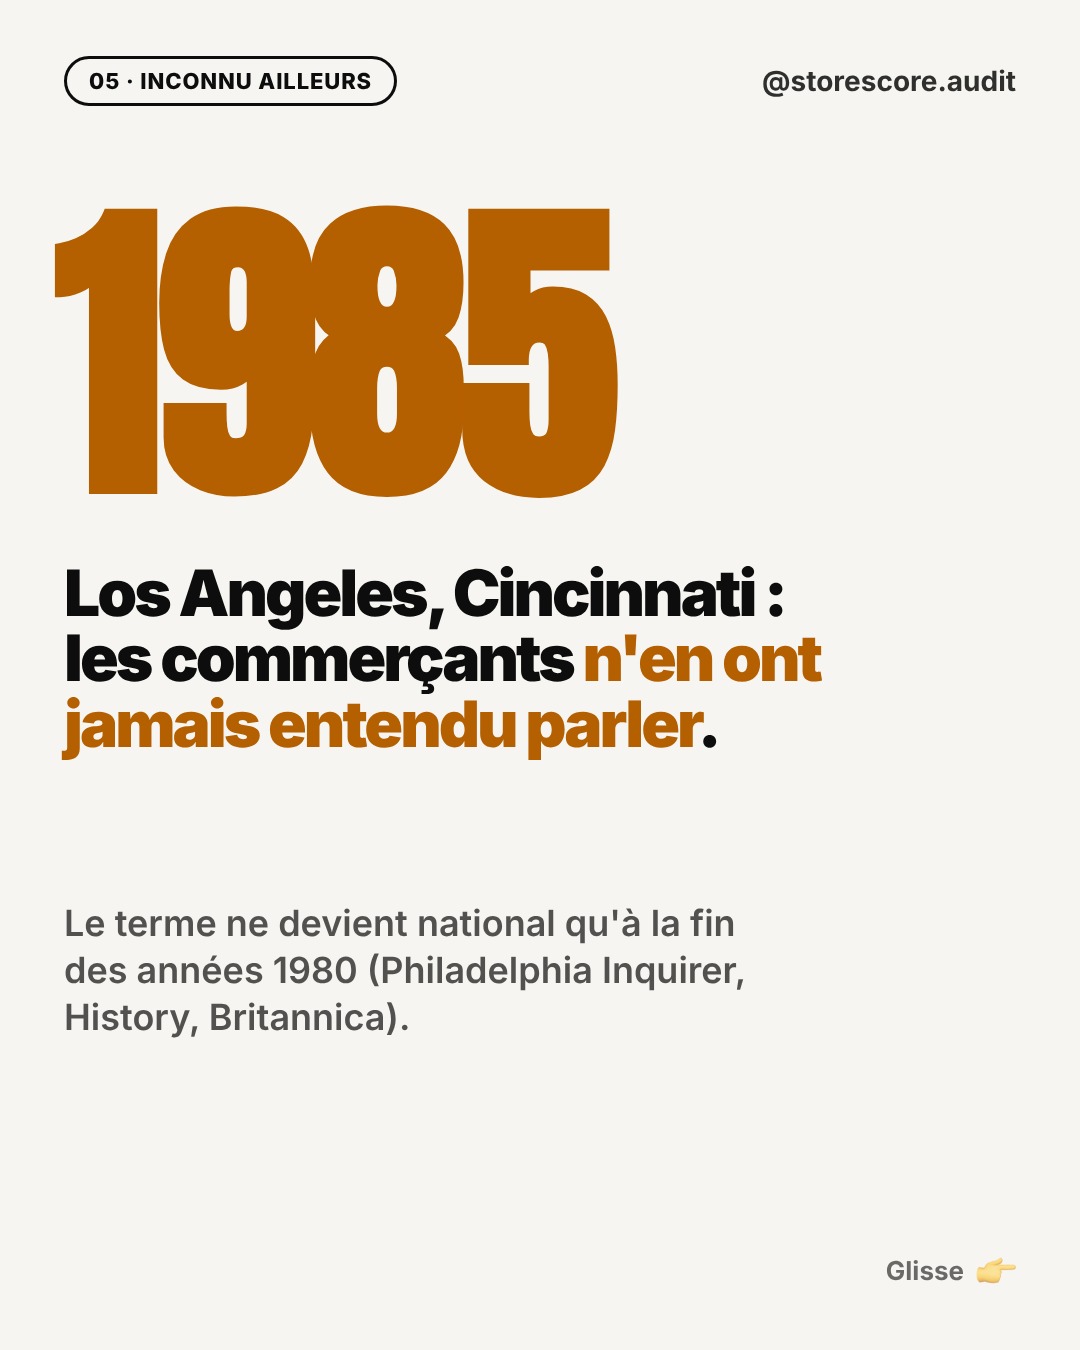 05 · INCONNU AILLEURS
@storescore.audit
1985
Los Angeles, Cincinnati :
les commerçants n'en ont
jamais entendu parler.
Le terme ne devient national qu'à la fin
des années 1980 (Philadelphia Inquirer,
History, Britannica).
Glisse 👉